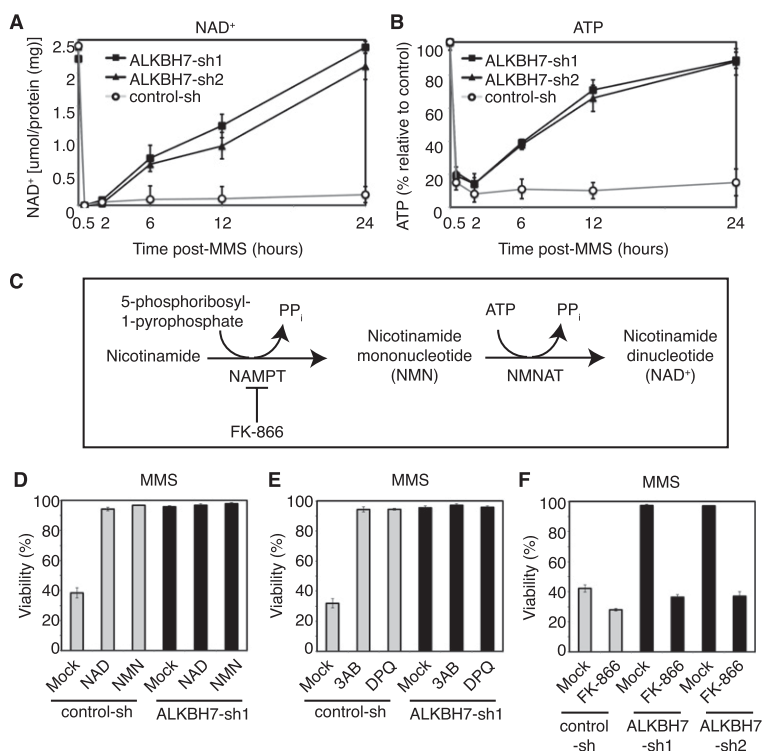 A
NAD+
NAD+ [umol/protein (mg)]
2.5
2
1.5
1.0
0.5
0
ALKBH7-sh1
ALKBH7-sh2
control-sh
0.5 2 6 12 24
Time post-MMS (hours)
B
ATP
ATP (% relative to control)
100
80
60
40
20
0
ALKBH7-sh1
ALKBH7-sh2
control-sh
0.5 2 6 12 24
Time post-MMS (hours)
C
5-phosphoribosyl-
1-pyrophosphate
PPi
Nicotinamide
NAMPT
FK-866
Nicotinamide
mononucleotide
(NMN)
ATP
PPi
NMNAT
Nicotinamide
dinucleotide
(NAD+)
D
MMS
Viability (%)
100
80
60
40
20
0
Mock NAD NMN Mock NAD NMN
control-sh ALKBH7-sh1
E
MMS
Viability (%)
100
80
60
40
20
0
Mock 3AB DPQ Mock 3AB DPQ
control-sh ALKBH7-sh1
F
MMS
Viability (%)
100
80
60
40
20
0
Mock FK-866 Mock FK-866 Mock FK-866
control ALKBH7 ALKBH7
-sh -sh1 -sh2